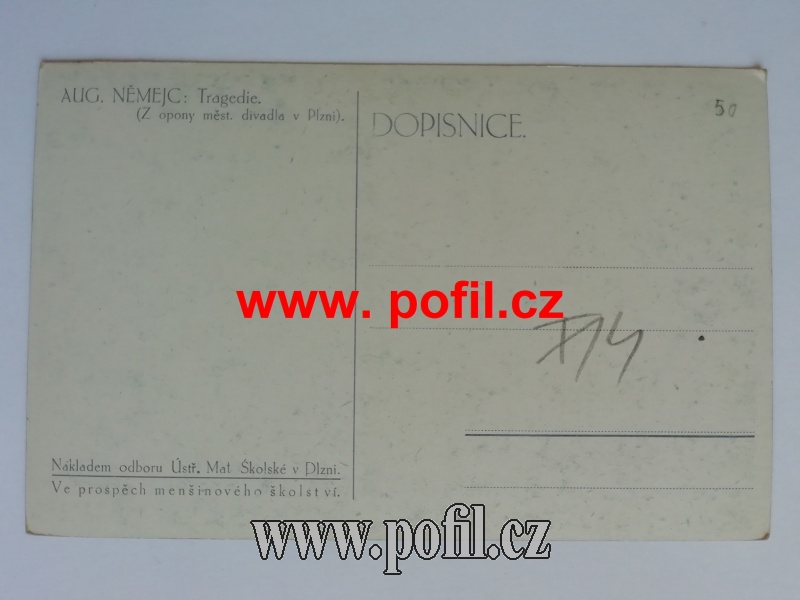 AUG. NĚMEJC: Tragedie.
(Z opony měst. divadla v Plzni).
DOPISNICE.
50
www. pofil.cz
Nákladem odboru Ústř. Mat Školské v Plzni.
Ve prospěch menšinového školství.
www.pofil.cz